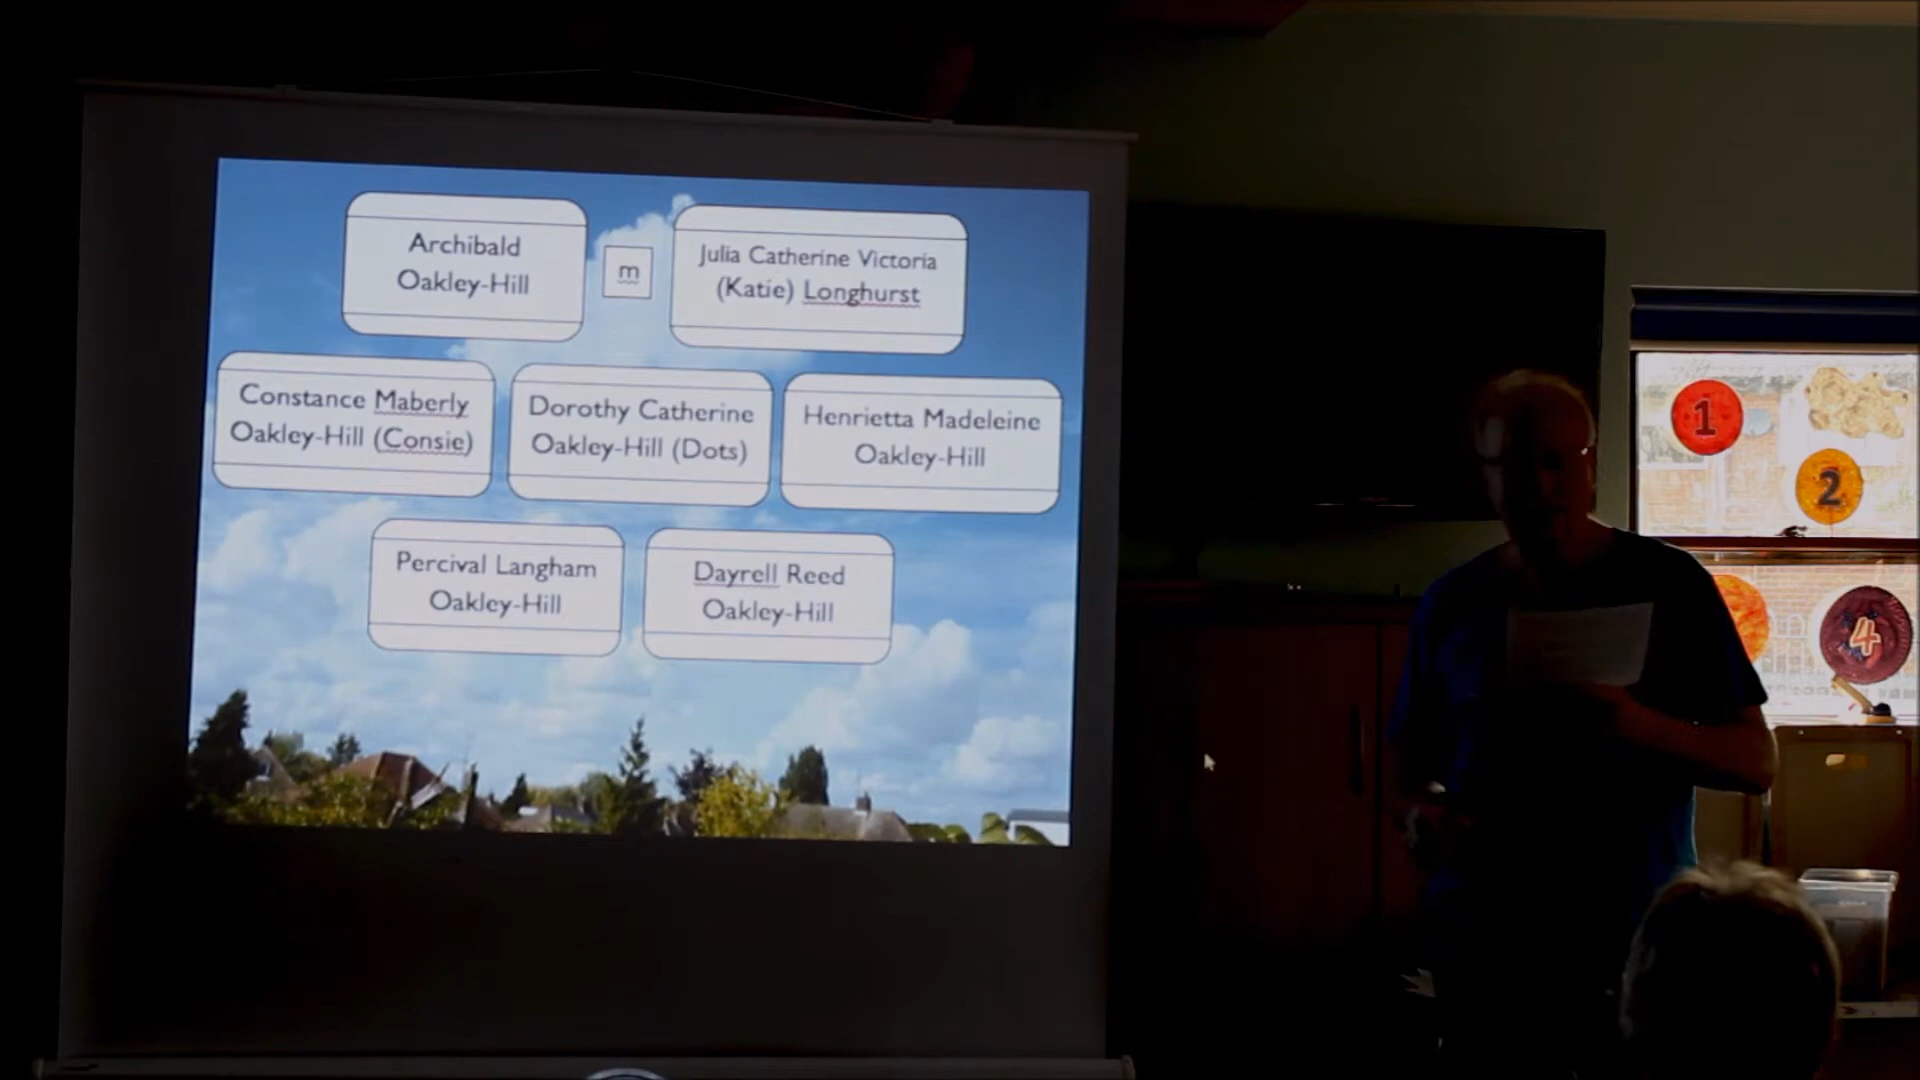 Archibald
Oakley-Hill
m
Julia Catherine Victoria
(Katie) Longhurst
Constance Maberly
Oakley-Hill (Consie)
Dorothy Catherine
Oakley-Hill (Dots)
Henrietta Madeleine
Oakley-Hill
Percival Langham
Oakley-Hill
Dayrell Reed
Oakley-Hill
1
2
4